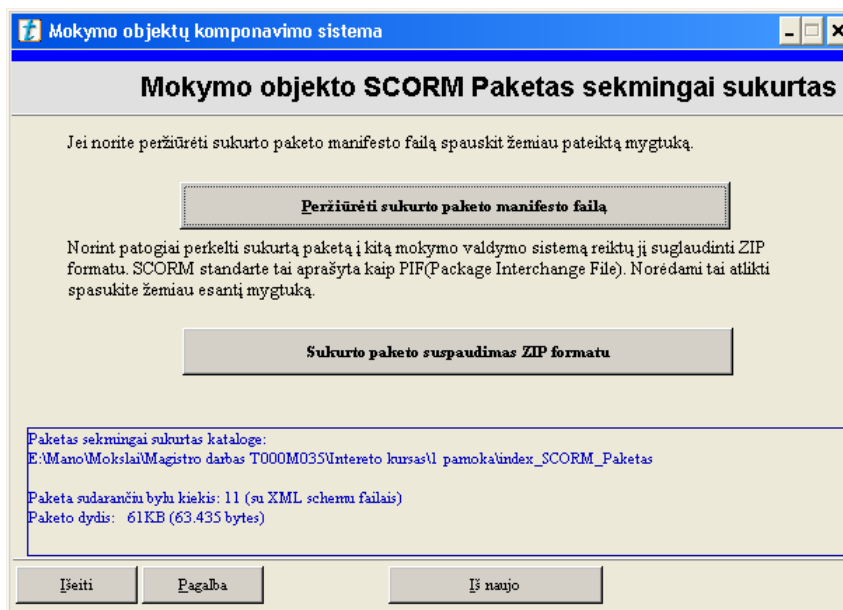 Mokymo objektų komponavimo sistema
Mokymo objekto SCORM Paketas sekmingai sukurtas
Jei norite peržiūrėti sukurto paketo manifesto failą spauskit žemiau pateiktą mygtuką.
Peržiūrėti sukurto paketo manifesto failą
Norint patogiai perkelti sukurtą paketą į kitą mokymo valdymo sistemą reiktų jį suglaudinti ZIP
formatu. SCORM standarte tai aprašyta kaip PIF(Package Interchange File). Norėdami tai atlikti
spasukite žemiau esantį mygtuką.
Sukurto paketo suspaudimas ZIP formatu
Paketas sekmingai sukurtas kataloge:
E:\Mano\Mokslai\Magistro darbas T000M035\Intereto kursas\1 pamoka\index_SCORM_Paketas
Paketa sudarančiu bylu kiekis: 11 (su XML schemu failais)
Paketo dydis: 61KB (63.435 bytes)
Išeiti
Pagalba
Iš naujo